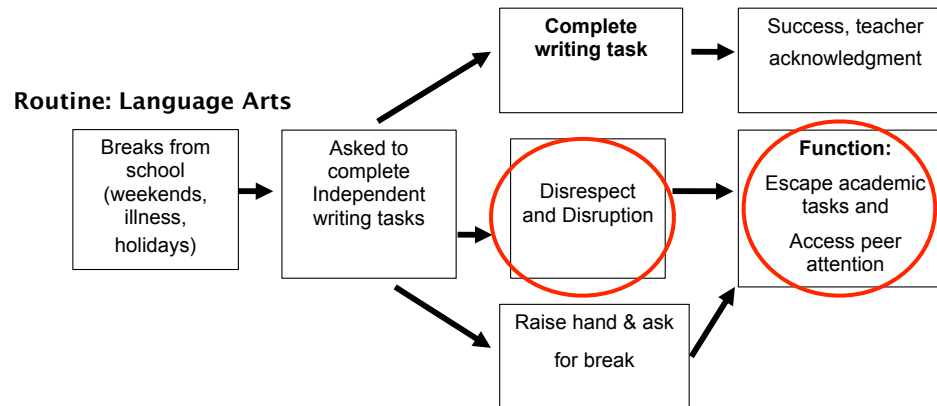 Complete
writing task
Success, teacher
acknowledgment
Routine: Language Arts
Breaks from
school
(weekends,
illness,
holidays)
Asked to
complete
Independent
writing tasks
Disrespect
and Disruption
Function:
Escape academic
tasks and
Access peer
attention
Raise hand & ask
for break